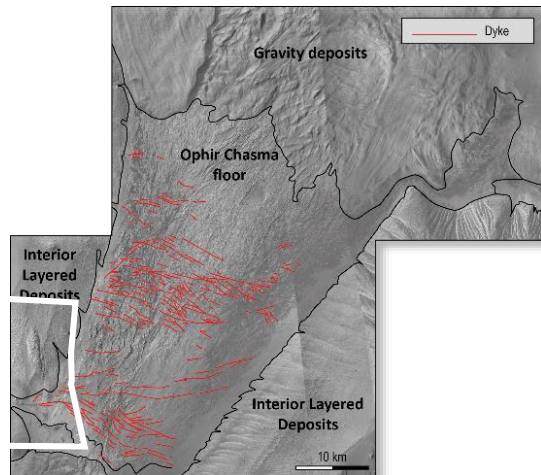 Dyke
Gravity deposits
Ophir Chasma
floor
Interior
Layered
Deposits
Interior Layered
Deposits
10 km